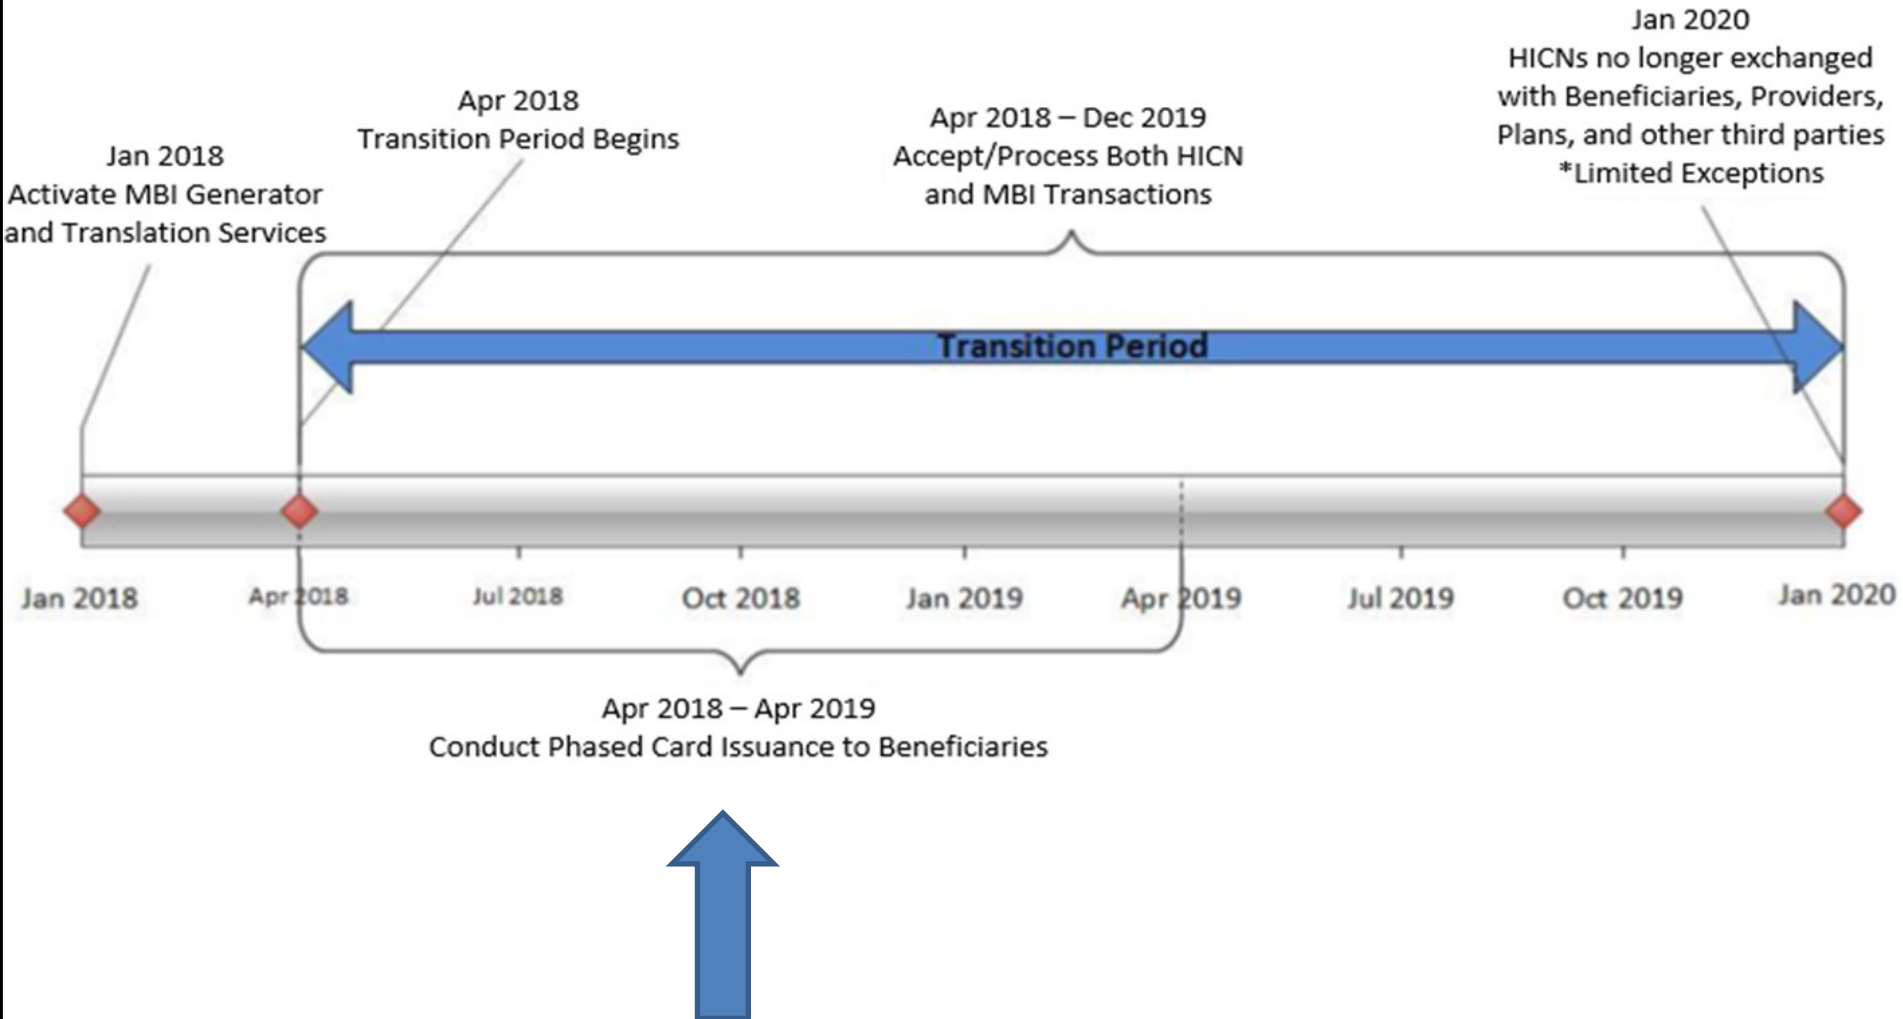 Jan 2020
HICNs no longer exchanged
with Beneficiaries, Providers,
Plans, and other third parties
*Limited Exceptions
Apr 2018
Transition Period Begins
Apr 2018 – Dec 2019
Accept/Process Both HICN
and MBI Transactions
Jan 2018
Activate MBI Generator
and Translation Services
Transition Period
Jan 2018
Apr 2018
Jul 2018
Oct 2018
Jan 2019
Apr 2019
Jul 2019
Oct 2019
Jan 2020
Apr 2018 – Apr 2019
Conduct Phased Card Issuance to Beneficiaries